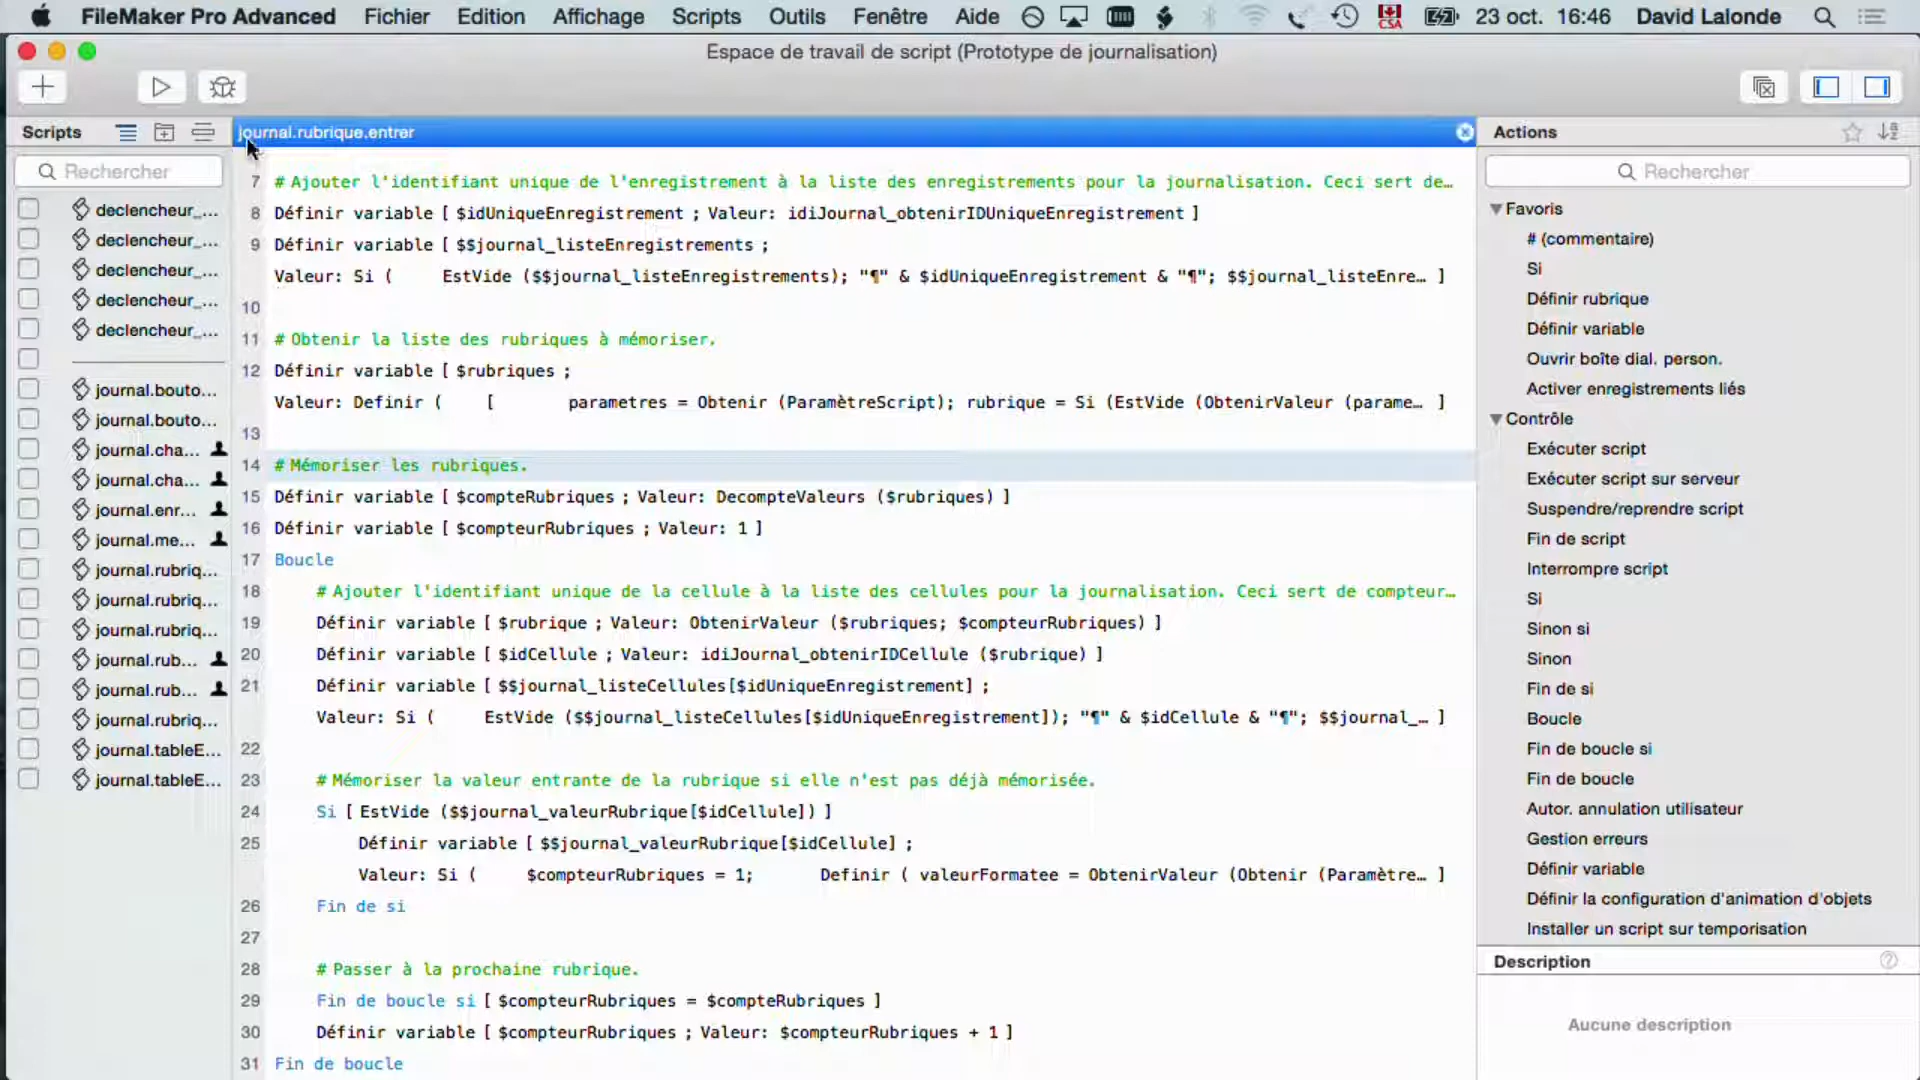 FileMaker Pro Advanced Fichier Edition Affichage Scripts Outils Fenêtre Aide CSA 23 oct. 16:46 David Lalonde
Espace de travail de script (Prototype de journalisation)
Scripts
Rechercher
declencheur_...
declencheur_...
declencheur_...
declencheur_...
declencheur_...
journal.bouto...
journal.bouto...
journal.cha...
journal.cha...
journal.enr...
journal.me...
journal.rubriq...
journal.rubriq...
journal.rubriq...
journal.rub...
journal.rub...
journal.rubriq...
journal.tableE...
journal.tableE...
journal.rubrique.entrer
7 # Ajouter l'identifiant unique de l'enregistrement à la liste des enregistrements pour la journalisation. Ceci sert de…
8 Définir variable [ $idUniqueEnregistrement ; Valeur: idiJournal_obtenirIDUniqueEnregistrement ]
9 Définir variable [ $$journal_listeEnregistrements ;
Valeur: Si ( EstVide ($$journal_listeEnregistrements); "¶" & $idUniqueEnregistrement & "¶"; $$journal_listeEnre… ]
10
11 # Obtenir la liste des rubriques à mémoriser.
12 Définir variable [ $rubriques ;
Valeur: Definir ( [ parametres = Obtenir (ParamètreScript); rubrique = Si (EstVide (ObtenirValeur (parame… ]
13
14 # Mémoriser les rubriques.
15 Définir variable [ $compteRubriques ; Valeur: DecompteValeurs ($rubriques) ]
16 Définir variable [ $compteurRubriques ; Valeur: 1 ]
17 Boucle
18 # Ajouter l'identifiant unique de la cellule à la liste des cellules pour la journalisation. Ceci sert de compteur…
19 Définir variable [ $rubrique ; Valeur: ObtenirValeur ($rubriques; $compteurRubriques) ]
20 Définir variable [ $idCellule ; Valeur: idiJournal_obtenirIDCellule ($rubrique) ]
21 Définir variable [ $$journal_listeCellules[$idUniqueEnregistrement] ;
Valeur: Si ( EstVide ($$journal_listeCellules[$idUniqueEnregistrement]); "¶" & $idCellule & "¶"; $$journal_… ]
22
23 # Mémoriser la valeur entrante de la rubrique si elle n'est pas déjà mémorisée.
24 Si [ EstVide ($$journal_valeurRubrique[$idCellule]) ]
25 Définir variable [ $$journal_valeurRubrique[$idCellule] ;
Valeur: Si ( $compteurRubriques = 1; Definir ( valeurFormatee = ObtenirValeur (Obtenir (Paramètre… ]
26 Fin de si
27
28 # Passer à la prochaine rubrique.
29 Fin de boucle si [ $compteurRubriques = $compteRubriques ]
30 Définir variable [ $compteurRubriques ; Valeur: $compteurRubriques + 1 ]
31 Fin de boucle
Actions
Rechercher
Favoris
# (commentaire)
Si
Définir rubrique
Définir variable
Ouvrir boîte dial. person.
Activer enregistrements liés
Contrôle
Exécuter script
Exécuter script sur serveur
Suspendre/reprendre script
Fin de script
Interrompre script
Si
Sinon si
Sinon
Fin de si
Boucle
Fin de boucle si
Fin de boucle
Autor. annulation utilisateur
Gestion erreurs
Définir variable
Définir la configuration d'animation d'objets
Installer un script sur temporisation
Description
Aucune description